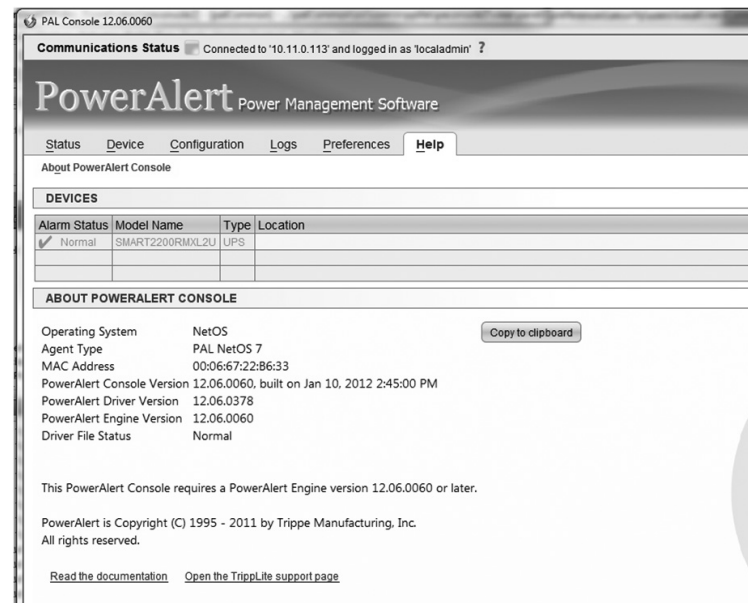 PAL Console 12.06.0060
Communications Status Connected to '10.11.0.113' and logged in as 'localadmin' ?
PowerAlert Power Management Software
Status Device Configuration Logs Preferences Help
About PowerAlert Console
DEVICES
Alarm Status Model Name Type Location
Normal SMART2200RMXL2U UPS
ABOUT POWERALERT CONSOLE
Operating System NetOS Copy to clipboard
Agent Type PAL NetOS 7
MAC Address 00:06:67:22:B6:33
PowerAlert Console Version 12.06.0060, built on Jan 10, 2012 2:45:00 PM
PowerAlert Driver Version 12.06.0378
PowerAlert Engine Version 12.06.0060
Driver File Status Normal
This PowerAlert Console requires a PowerAlert Engine version 12.06.0060 or later.
PowerAlert is Copyright (C) 1995 - 2011 by Trippe Manufacturing, Inc.
All rights reserved.
Read the documentation Open the TrippLite support page